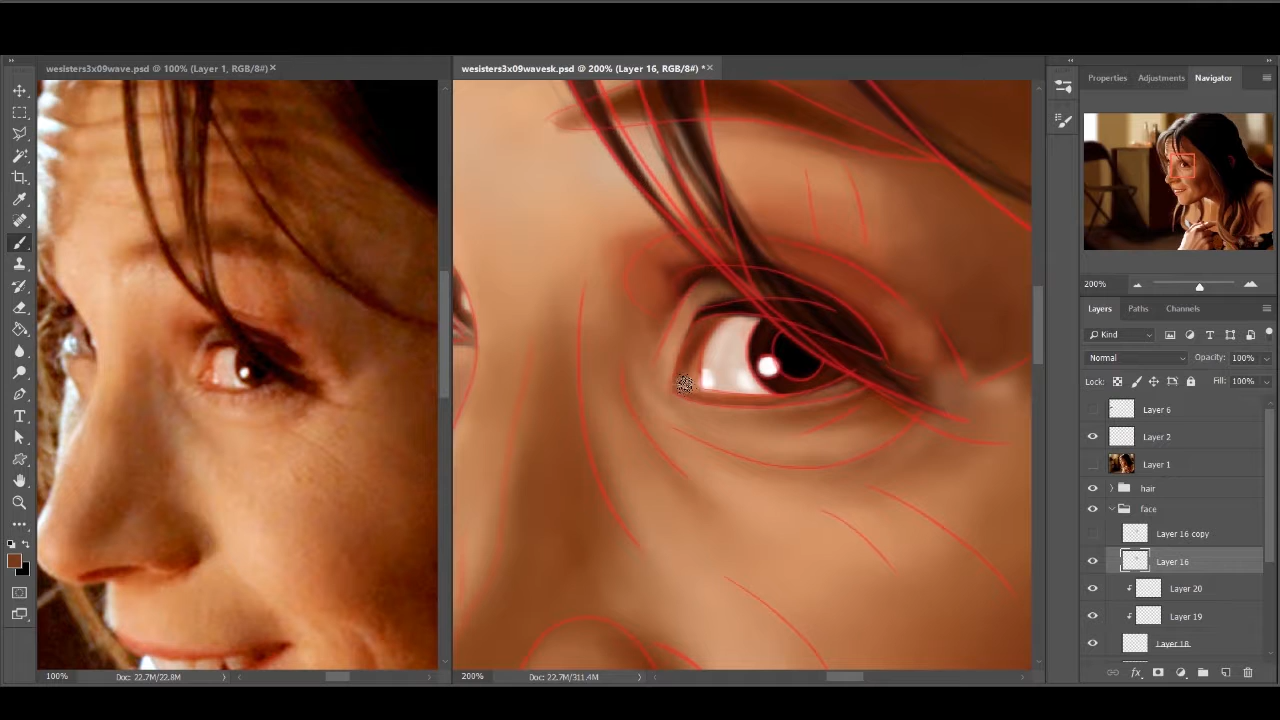 wesisters3x09wave.psd @ 100% (Layer 1, RGB/8#)
wesisters3x09wavesk.psd @ 200% (Layer 16, RGB/8#) *
Properties
Adjustments
Navigator
200%
Layers
Paths
Channels
Kind
Normal
Opacity: 100%
Lock:
Fill: 100%
Layer 6
Layer 2
Layer 1
hair
face
Layer 16 copy
Layer 16
Layer 20
Layer 19
Layer 18
100%
Doc: 22.7M/22.8M
200%
Doc: 22.7M/311.4M